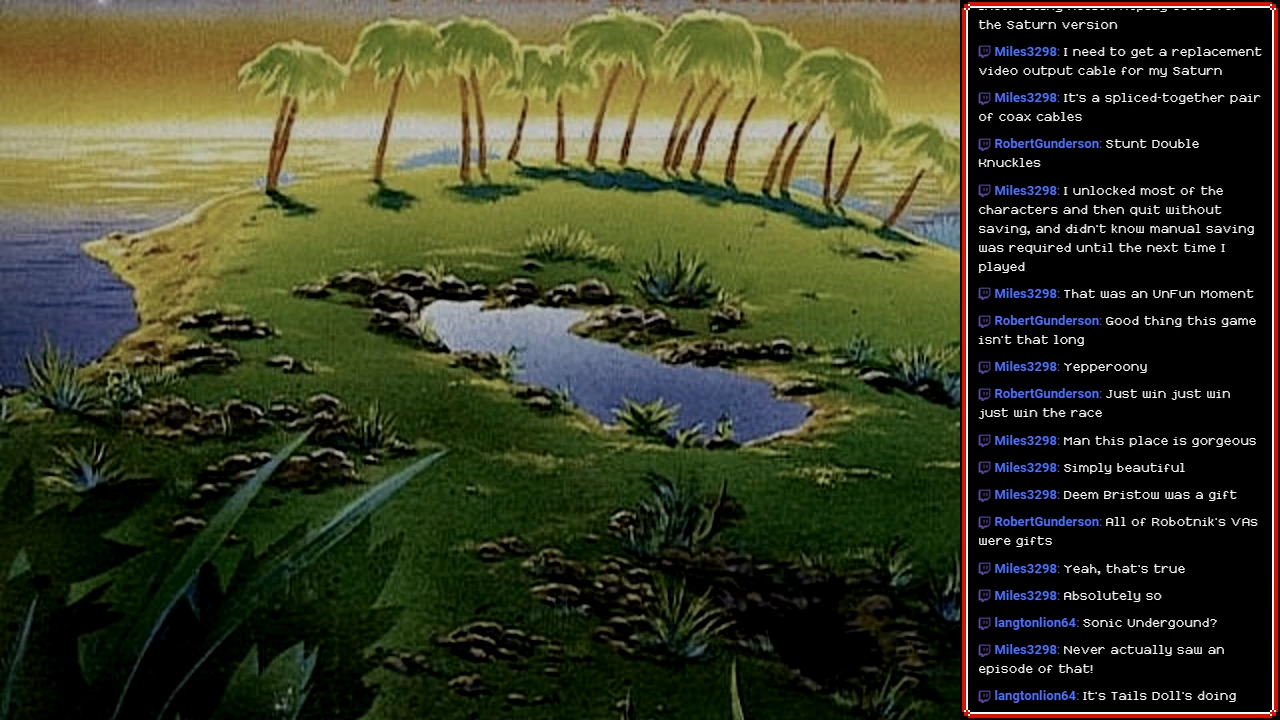 the Saturn version
Miles3298: I need to get a replacement
video output cable for my Saturn
Miles3298: It's a spliced-together pair
of coax cables
RobertGunderson: Stunt Double
Knuckles
Miles3298: I unlocked most of the
characters and then quit without
saving, and didn't know manual saving
was required until the next time I
played
Miles3298: That was an UnFun Moment
RobertGunderson: Good thing this game
isn't that long
Miles3298: Yepperoony
RobertGunderson: Just win just win
just win the race
Miles3298: Man this place is gorgeous
Miles3298: Simply beautiful
Miles3298: Deem Bristow was a gift
RobertGunderson: All of Robotnik's VAs
were gifts
Miles3298: Yeah, that's true
Miles3298: Absolutely so
langtonlion64: Sonic Undergound?
Miles3298: Never actually saw an
episode of that!
langtonlion64: It's Tails Doll's doing